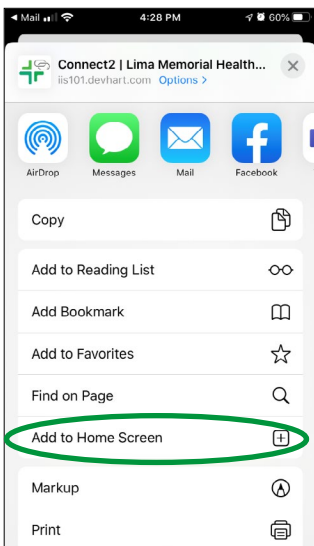 Mail 4:28 PM 60%
Connect2 | Lima Memorial Health...
iis101.devhart.com Options >
AirDrop Messages Mail Facebook
Copy
Add to Reading List
Add Bookmark
Add to Favorites
Find on Page
Add to Home Screen
Markup
Print